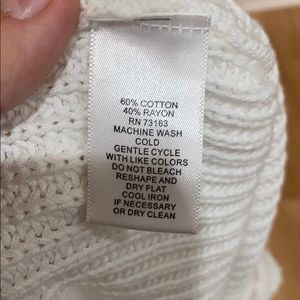 60% COTTON
40% RAYON
RN 73163
MACHINE WASH
COLD
GENTLE CYCLE
WITH LIKE COLORS
DO NOT BLEACH
RESHAPE AND
DRY FLAT
COOL IRON
IF NECESSARY
OR DRY CLEAN